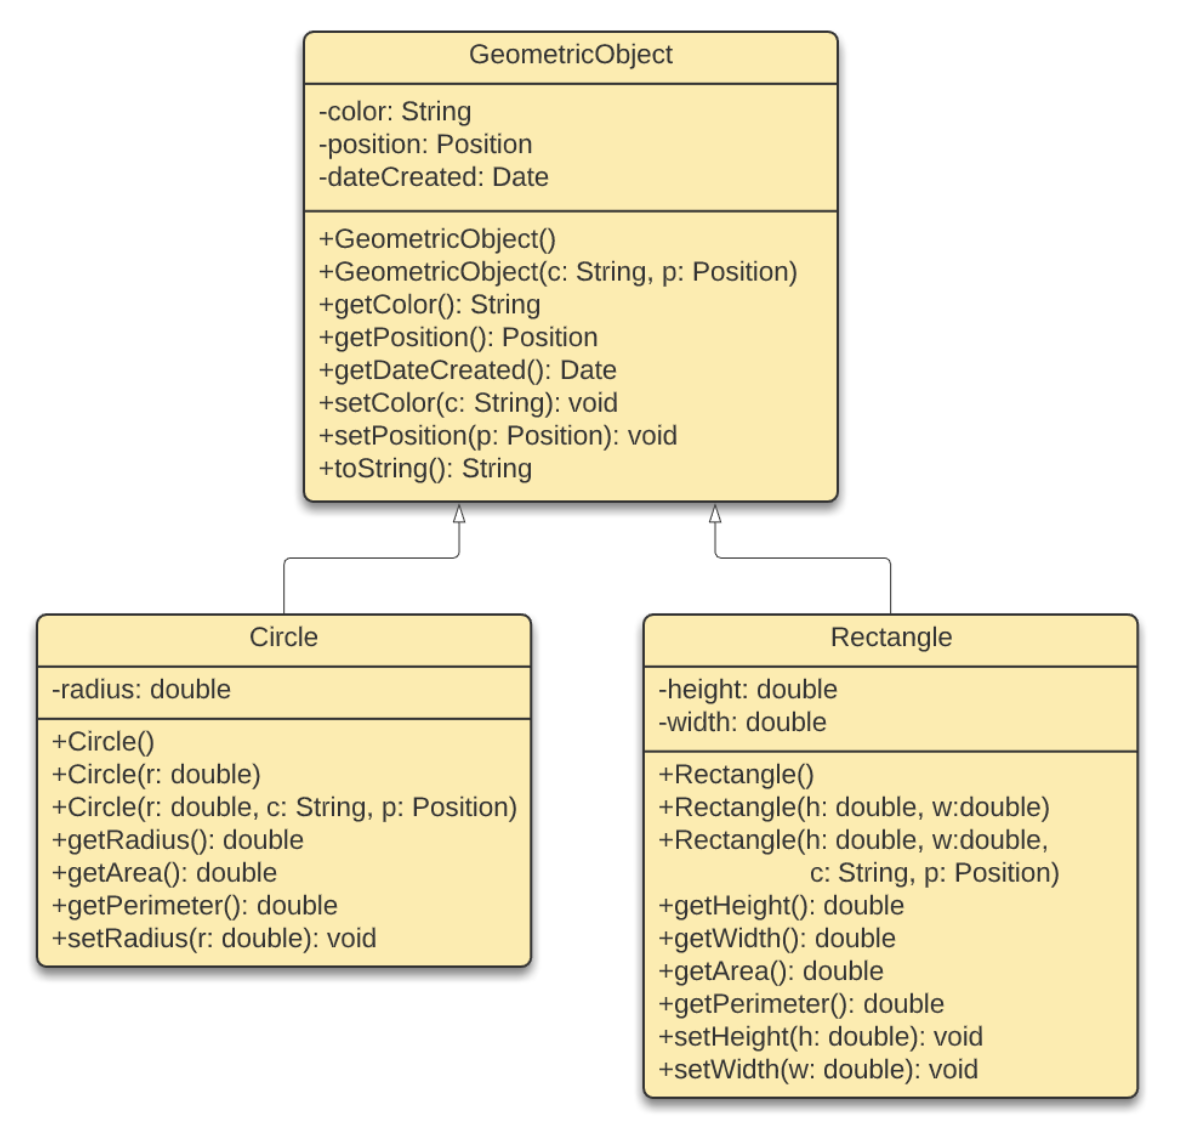 GeometricObject
-color: String
-position: Position
-dateCreated: Date
+GeometricObject()
+GeometricObject(c: String, p: Position)
+getColor(): String
+getPosition(): Position
+getDateCreated(): Date
+setColor(c: String): void
+setPosition(p: Position): void
+toString(): String
Circle
-radius: double
+Circle()
+Circle(r: double)
+Circle(r: double, c: String, p: Position)
+getRadius(): double
+getArea(): double
+getPerimeter(): double
+setRadius(r: double): void
Rectangle
-height: double
-width: double
+Rectangle()
+Rectangle(h: double, w:double)
+Rectangle(h: double, w:double,
c: String, p: Position)
+getHeight(): double
+getWidth(): double
+getArea(): double
+getPerimeter(): double
+setHeight(h: double): void
+setWidth(w: double): void